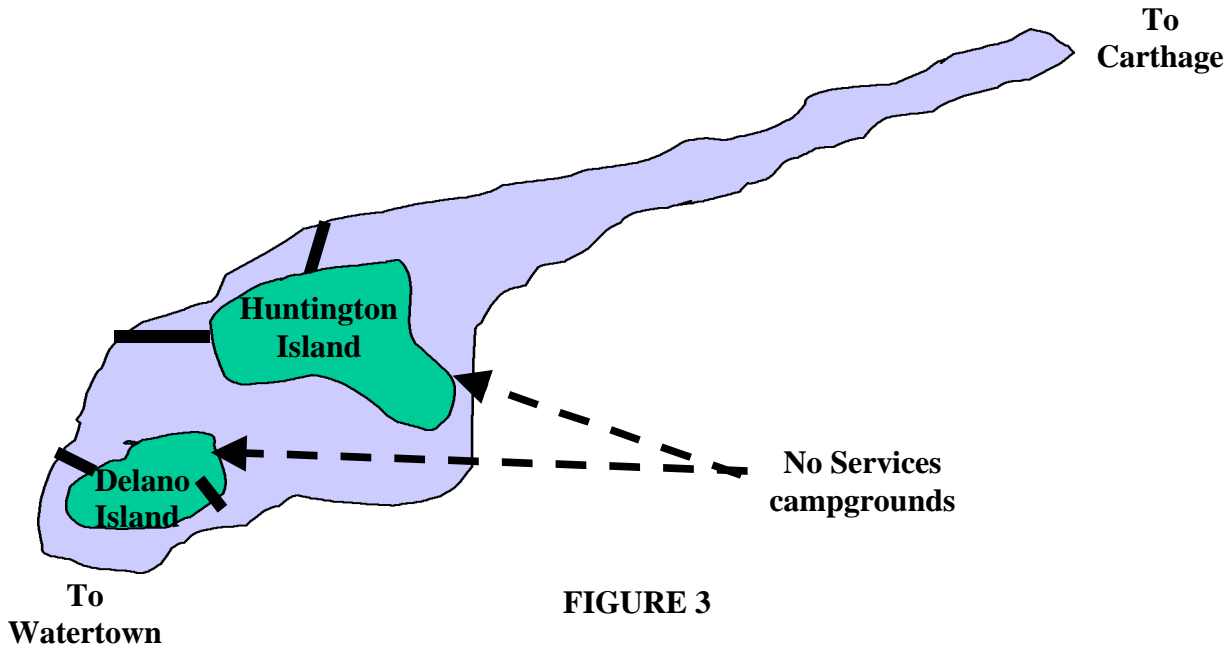 To
Carthage
Huntington
Island
No Services
campgrounds
Delano
Island
To
Watertown
FIGURE 3